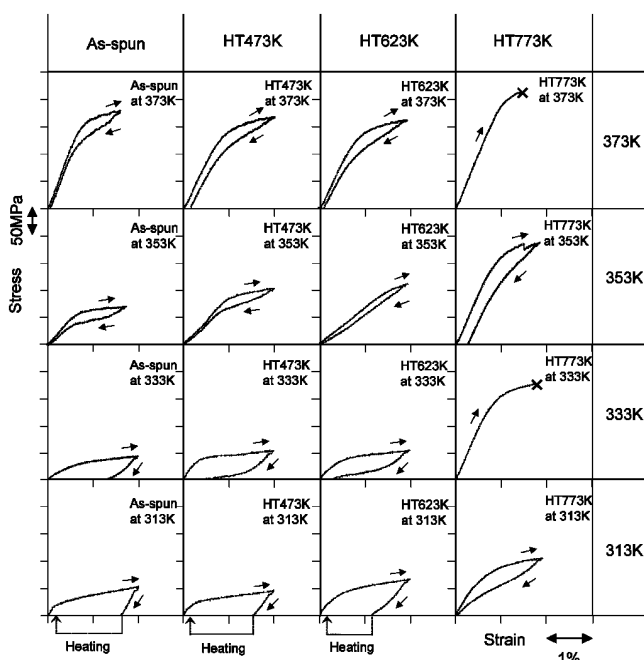 As-spun
HT473K
HT623K
HT773K
As-spun
at 373K
HT473K
at 373K
HT623K
at 373K
HT773K
at 373K
373K
50MPa
Stress
As-spun
at 353K
HT473K
at 353K
HT623K
at 353K
HT773K
at 353K
353K
As-spun
at 333K
HT473K
at 333K
HT623K
at 333K
HT773K
at 333K
333K
As-spun
at 313K
HT473K
at 313K
HT623K
at 313K
HT773K
at 313K
313K
Heating
Heating
Heating
Strain
1%